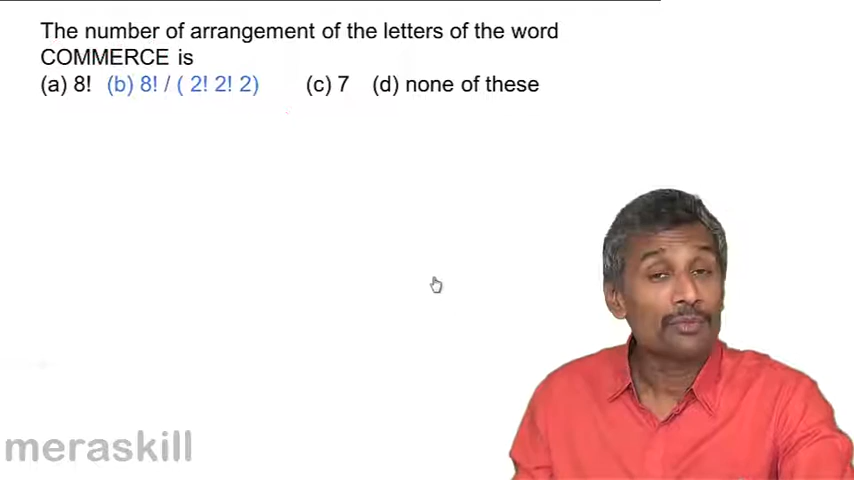 The number of arrangement of the letters of the word
COMMERCE is
(a) 8! (b) 8! / ( 2! 2! 2) (c) 7 (d) none of these
meraskill